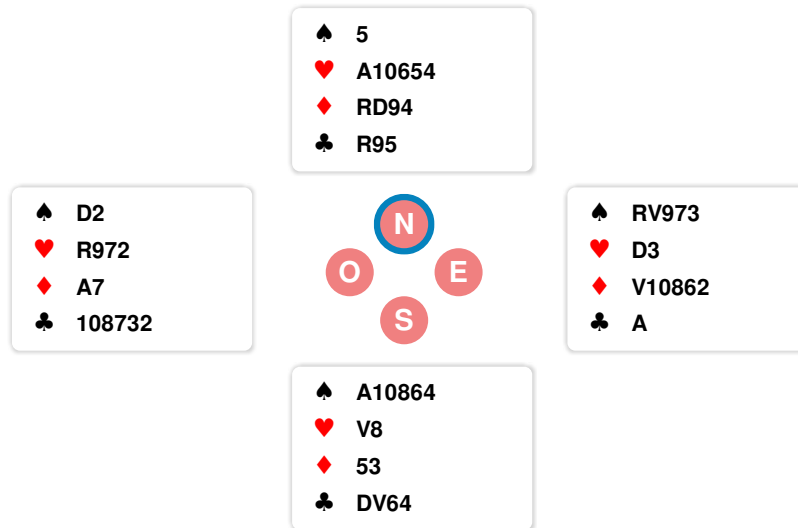 ♠ 5
♥ A10654
♦ RD94
♣ R95
♠ D2
♥ R972
♦ A7
♣ 108732
N
O E
S
♠ RV973
♥ D3
♦ V10862
♣ A
♠ A10864
♥ V8
♦ 53
♣ DV64